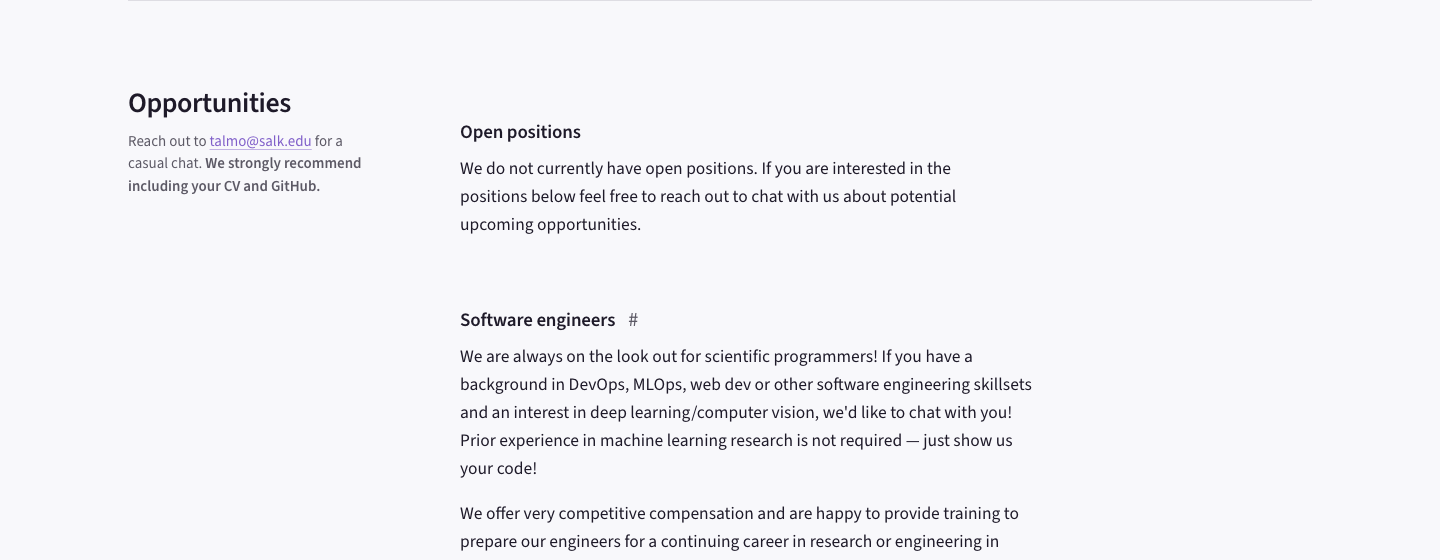 Opportunities
Reach out to talmo@salk.edu for a
casual chat. We strongly recommend
including your CV and GitHub.
Open positions
We do not currently have open positions. If you are interested in the
positions below feel free to reach out to chat with us about potential
upcoming opportunities.
Software engineers #
We are always on the look out for scientific programmers! If you have a
background in DevOps, MLOps, web dev or other software engineering skillsets
and an interest in deep learning/computer vision, we'd like to chat with you!
Prior experience in machine learning research is not required — just show us
your code!
We offer very competitive compensation and are happy to provide training to
prepare our engineers for a continuing career in research or engineering in